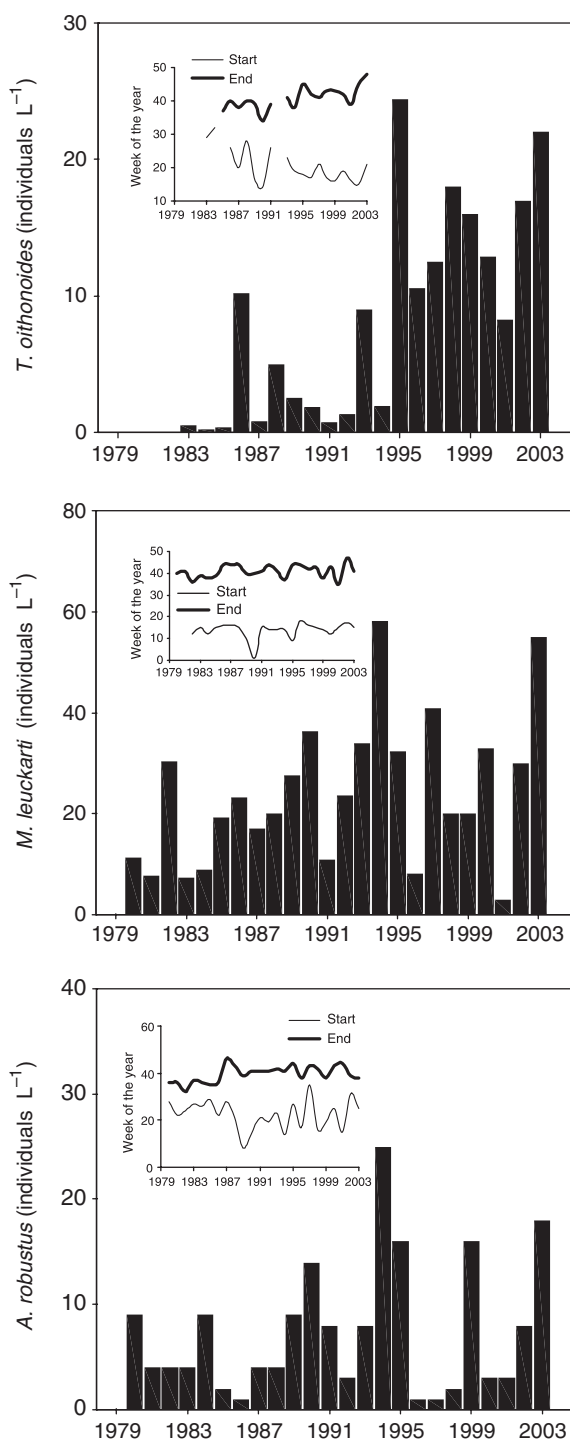 30
20
10
0
T. oithonoides (individuals L⁻¹)
50
40
30
20
10
Week of the year
Start
End
1979 1983 1987 1991 1995 1999 2003
1979 1983 1987 1991 1995 1999 2003
80
60
40
20
0
M. leuckarti (individuals L⁻¹)
50
40
30
20
10
0
Week of the year
Start
End
1979 1983 1987 1991 1995 1999 2003
1979 1983 1987 1991 1995 1999 2003
40
30
20
10
0
A. robustus (individuals L⁻¹)
60
40
20
0
Week of the year
Start
End
1979 1983 1987 1991 1995 1999 2003
1979 1983 1987 1991 1995 1999 2003